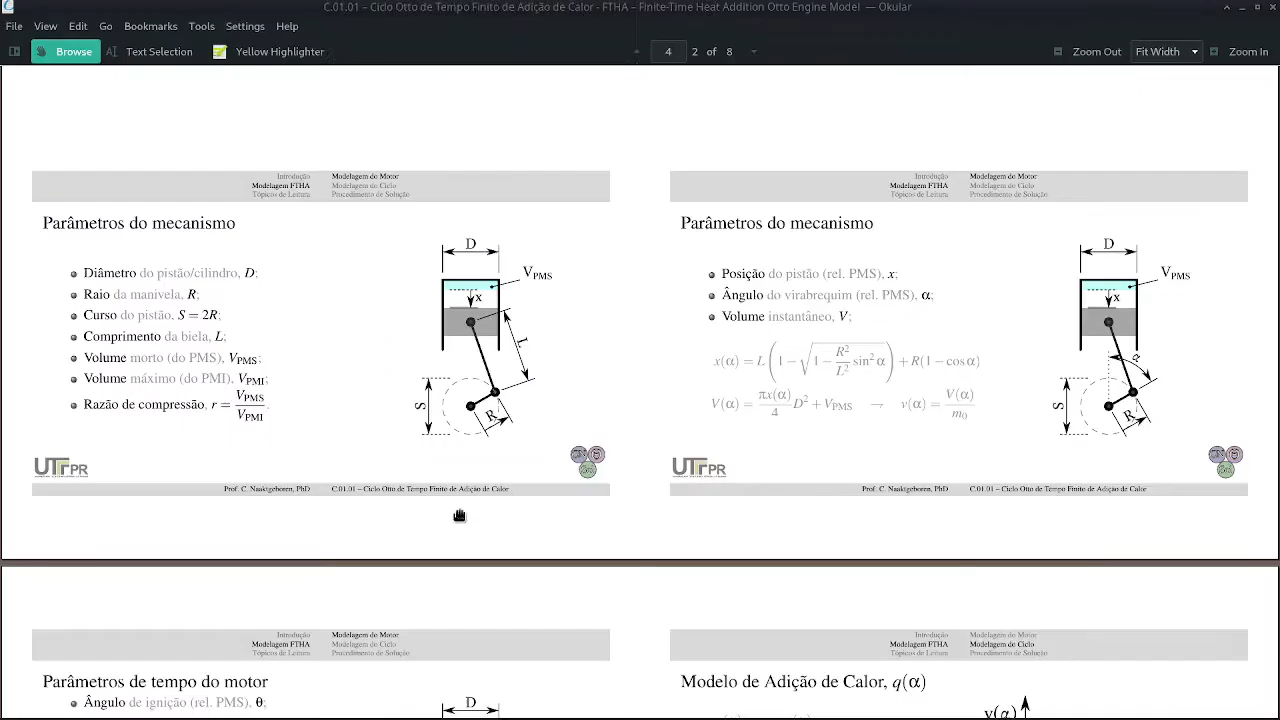 C.01.01 – Ciclo Otto de Tempo Finito de Adição de Calor - FTHA – Finite-Time Heat Addition Otto Engine Model — Okular
File View Edit Go Bookmarks Tools Settings Help
Browse Text Selection Yellow Highlighter 4 2 of 8 Zoom Out Fit Width Zoom In
Introdução Modelagem do Motor
Modelagem FTHA Modelagem do Ciclo
Tópicos de Leitura Procedimento de Solução
Parâmetros do mecanismo
Diâmetro do pistão/cilindro, D;
Raio da manivela, R;
Curso do pistão, S = 2R;
Comprimento da biela, L;
Volume morto (do PMS), V_PMS;
Volume máximo (do PMI), V_PMI;
Razão de compressão, r = V_PMS / V_PMI.
D
V_PMS
x
L
S
R
UTFPR
Prof. C. Naaktgeboren, PhD C.01.01 – Ciclo Otto de Tempo Finito de Adição de Calor
Introdução Modelagem do Motor
Modelagem FTHA Modelagem do Ciclo
Tópicos de Leitura Procedimento de Solução
Parâmetros do mecanismo
Posição do pistão (rel. PMS), x;
Ângulo do virabrequim (rel. PMS), α;
Volume instantâneo, V;
x(α) = L (1 − √(1 − R²/L² sin² α)) + R(1 − cos α)
V(α) = πx(α)/4 D² + V_PMS → v(α) = V(α)/m₀
D
V_PMS
x
α
S
R
UTFPR
Prof. C. Naaktgeboren, PhD C.01.01 – Ciclo Otto de Tempo Finito de Adição de Calor
Introdução Modelagem do Motor
Modelagem FTHA Modelagem do Ciclo
Tópicos de Leitura Procedimento de Solução
Parâmetros de tempo do motor
Ângulo de ignição (rel. PMS), θ;
D
Introdução Modelagem do Motor
Modelagem FTHA Modelagem do Ciclo
Tópicos de Leitura Procedimento de Solução
Modelo de Adição de Calor, q(α)
y(α)